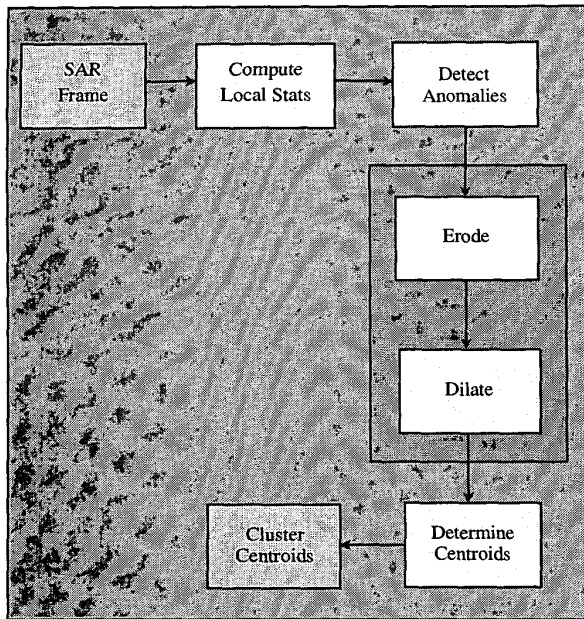 SAR
Frame
Compute
Local Stats
Detect
Anomalies
Erode
Dilate
Determine
Centroids
Cluster
Centroids